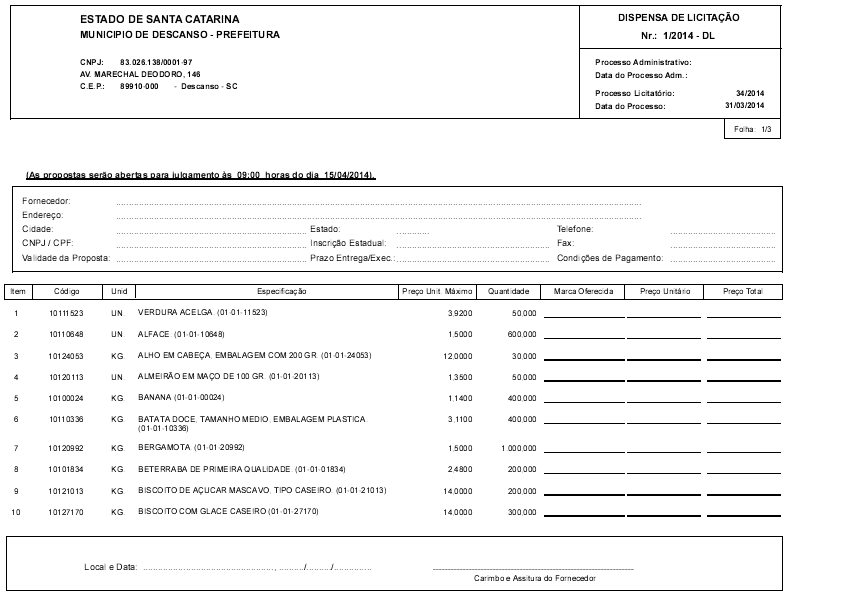 ESTADO DE SANTA CATARINA
MUNICIPIO DE DESCANSO - PREFEITURA
CNPJ: 83.026.138/0001-97
AV. MARECHAL DEODORO, 146
C.E.P.: 89910-000 - Descanso - SC
DISPENSA DE LICITAÇÃO
Nr.: 1/2014 - DL
Processo Administrativo:
Data do Processo Adm.:
Processo Licitatório: 34/2014
Data do Processo: 31/03/2014
Folha: 1/3
(As propostas serão abertas para julgamento às 09:00 horas do dia 15/04/2014).
Fornecedor:
Endereço:
Cidade: Estado: Telefone:
CNPJ / CPF: Inscrição Estadual: Fax:
Validade da Proposta: Prazo Entrega/Exec.: Condições de Pagamento:
Item Código Unid Especificação Preço Unit. Máximo Quantidade Marca Oferecida Preço Unitário Preço Total
1 10111523 UN. VERDURA ACELGA. (01-01-11523) 3,9200 50,000
2 10110648 UN. ALFACE. (01-01-10648) 1,5000 600,000
3 10124053 KG. ALHO EM CABEÇA, EMBALAGEM COM 200 GR. (01-01-24053) 12,0000 30,000
4 10120113 UN. ALMEIRÃO EM MAÇO DE 100 GR. (01-01-20113) 1,3500 50,000
5 10100024 KG. BANANA (01-01-00024) 1,1400 400,000
6 10110336 KG. BATATA DOCE, TAMANHO MEDIO, EMBALAGEM PLASTICA. 3,1100 400,000
(01-01-10336)
7 10120992 KG. BERGAMOTA. (01-01-20992) 1,5000 1.000,000
8 10101834 KG. BETERRABA DE PRIMEIRA QUALIDADE. (01-01-01834) 2,4800 200,000
9 10121013 KG. BISCOITO DE AÇUCAR MASCAVO, TIPO CASEIRO. (01-01-21013) 14,0000 200,000
10 10127170 KG. BISCOITO COM GLACE CASEIRO (01-01-27170) 14,0000 300,000
Local e Data: ............................................., ........../........../..............
Carimbo e Assitura do Fornecedor